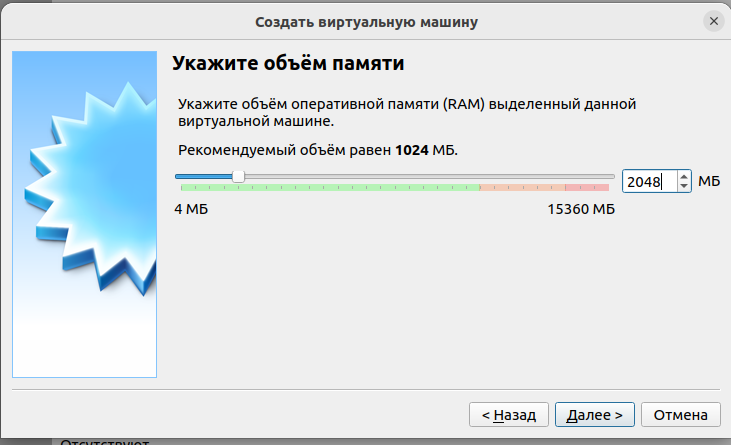 Создать виртуальную машину
Укажите объём памяти
Укажите объём оперативной памяти (RAM) выделенный данной
виртуальной машине.
Рекомендуемый объём равен 1024 МБ.
2048 МБ
4 МБ 15360 МБ
< Назад Далее > Отмена
Отсутствуют